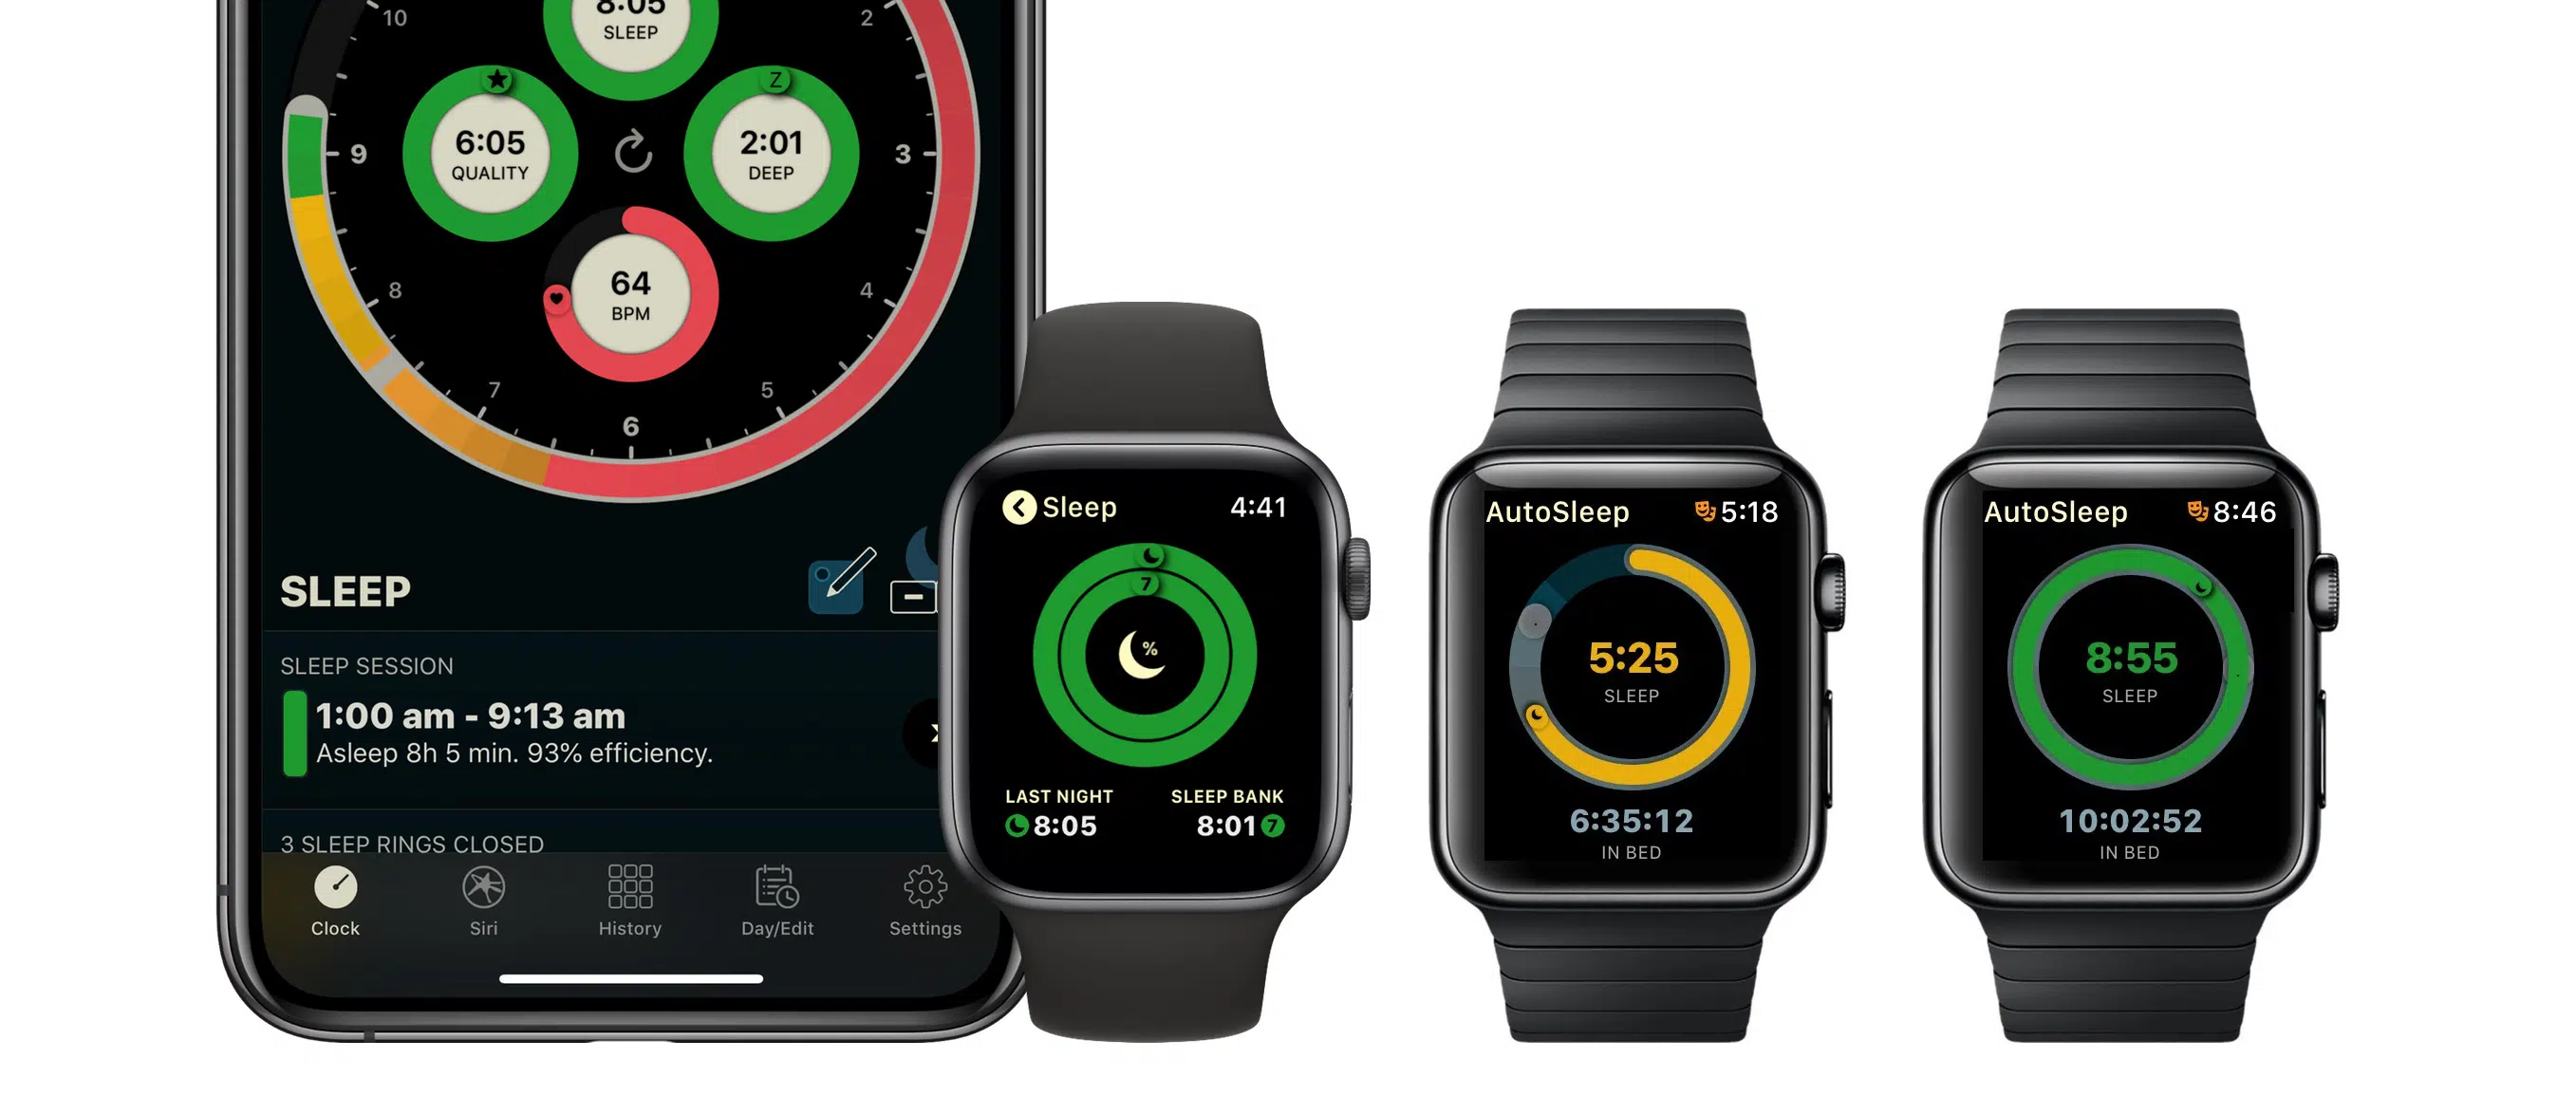 10
2
8:05
SLEEP
6:05
QUALITY
Z
2:01
DEEP
9
3
64
BPM
8
4
7
5
6
SLEEP
SLEEP SESSION
1:00 am - 9:13 am
Asleep 8h 5 min. 93% efficiency.
3 SLEEP RINGS CLOSED
Clock
Siri
History
Day/Edit
Settings
Sleep
4:41
7
%
LAST NIGHT
8:05
SLEEP BANK
8:01 7
AutoSleep
5:18
5:25
SLEEP
6:35:12
IN BED
AutoSleep
8:46
8:55
SLEEP
10:02:52
IN BED